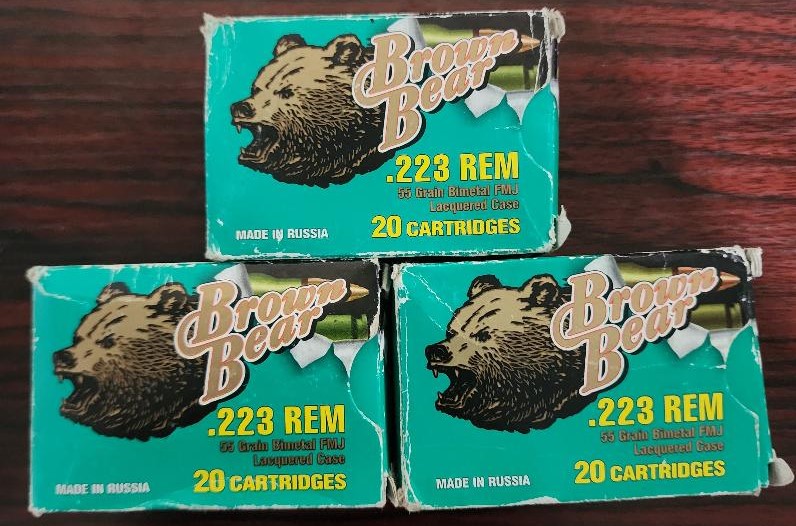 Brown
Bear
.223 REM
55 Grain Bimetal FMJ
Lacquered Case
MADE IN RUSSIA
20 CARTRIDGES
Brown
Bear
.223 REM
55 Grain Bimetal FMJ
Lacquered Case
MADE IN RUSSIA
20 CARTRIDGES
Brown
Bear
.223 REM
55 Grain Bimetal FMJ
Lacquered Case
MADE IN RUSSIA
20 CARTRIDGES